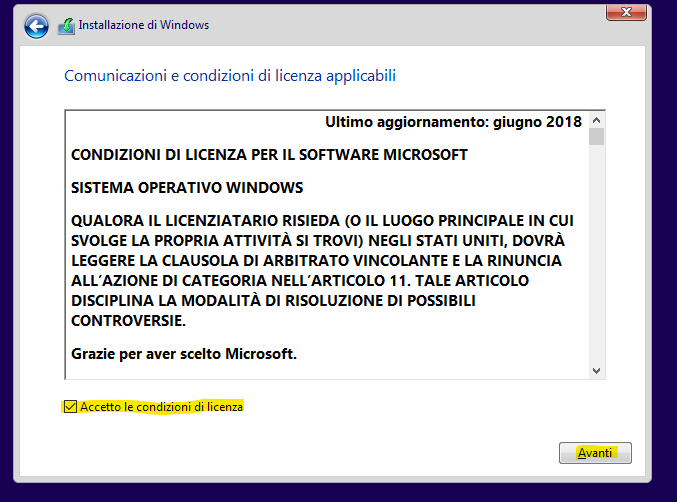 Installazione di Windows
Comunicazioni e condizioni di licenza applicabili
Ultimo aggiornamento: giugno 2018
CONDIZIONI DI LICENZA PER IL SOFTWARE MICROSOFT
SISTEMA OPERATIVO WINDOWS
QUALORA IL LICENZIATARIO RISIEDA (O IL LUOGO PRINCIPALE IN CUI
SVOLGE LA PROPRIA ATTIVITÀ SI TROVI) NEGLI STATI UNITI, DOVRÀ
LEGGERE LA CLAUSOLA DI ARBITRATO VINCOLANTE E LA RINUNCIA
ALL'AZIONE DI CATEGORIA NELL'ARTICOLO 11. TALE ARTICOLO
DISCIPLINA LA MODALITÀ DI RISOLUZIONE DI POSSIBILI
CONTROVERSIE.
Grazie per aver scelto Microsoft.
Accetto le condizioni di licenza
Avanti